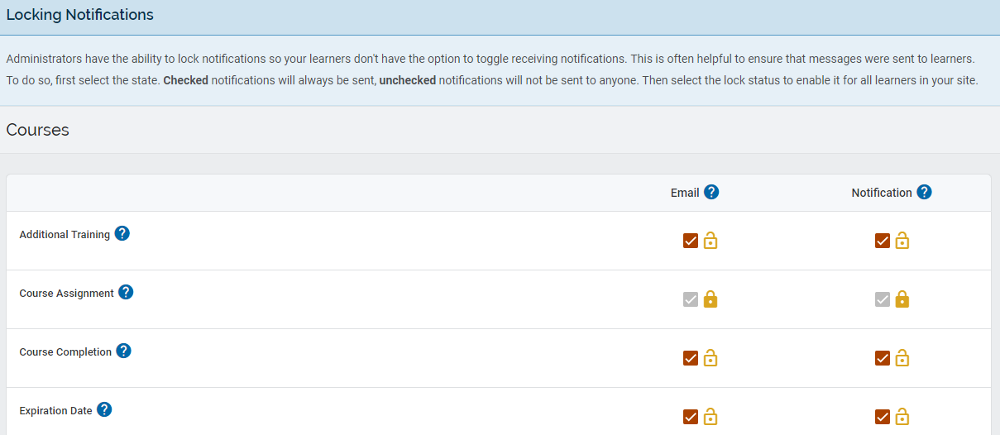 Locking Notifications
Administrators have the ability to lock notifications so your learners don't have the option to toggle receiving notifications. This is often helpful to ensure that messages were sent to learners.
To do so, first select the state. Checked notifications will always be sent, unchecked notifications will not be sent to anyone. Then select the lock status to enable it for all learners in your site.
Courses
Email ? Notification ?
Additional Training ?
Course Assignment ?
Course Completion ?
Expiration Date ?